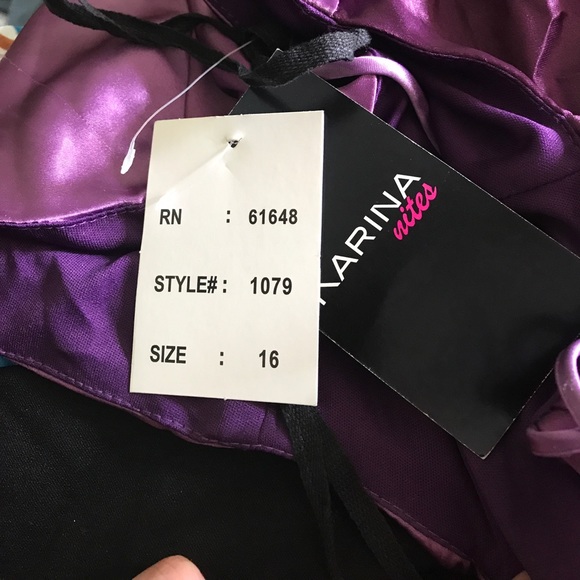 RN : 61648
STYLE# : 1079
SIZE : 16
KARINA
nites